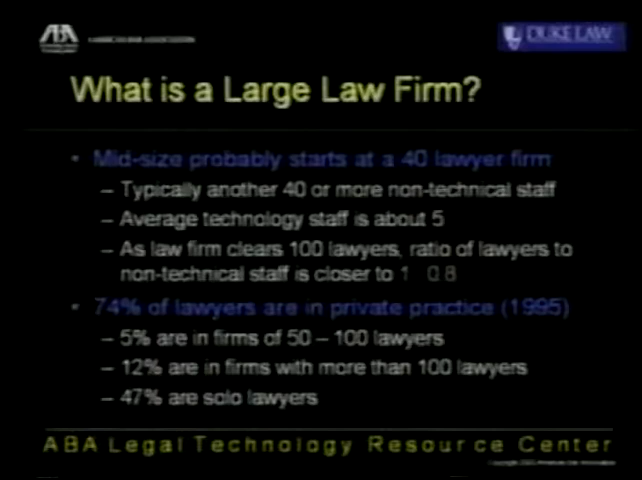 ABA
AMERICAN BAR ASSOCIATION
DUKE LAW
What is a Large Law Firm?
• Mid-size probably starts at a 40 lawyer firm
– Typically another 40 or more non-technical staff
– Average technology staff is about 5
– As law firm clears 100 lawyers, ratio of lawyers to
non-technical staff is closer to 1 0.8
• 74% of lawyers are in private practice (1995)
– 5% are in firms of 50 – 100 lawyers
– 12% are in firms with more than 100 lawyers
– 47% are solo lawyers
ABA Legal Technology Resource Center